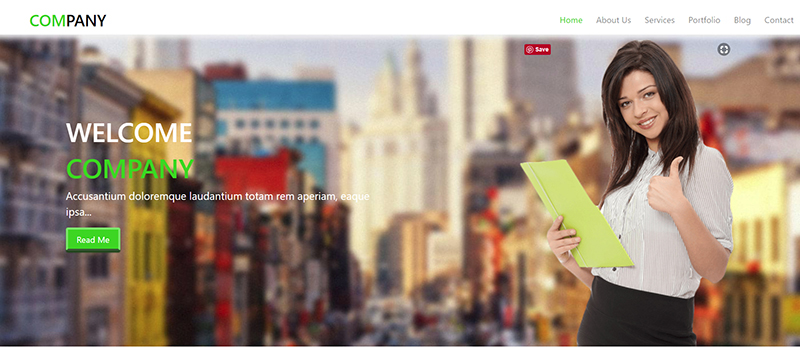 COMPANY
Home About Us Services Portfolio Blog Contact
Save
WELCOME
COMPANY
Accusantium doloremque laudantium totam rem aperiam, eaque
ipsa...
Read Me